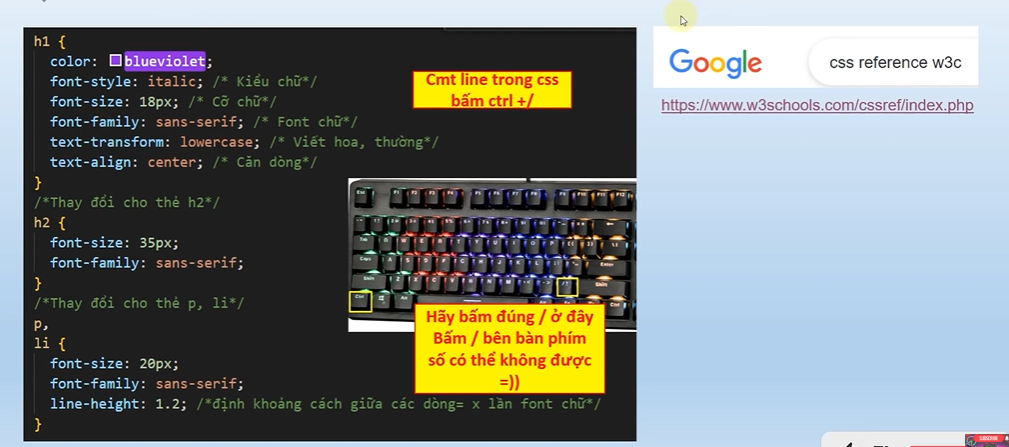 h1 {
color: blueviolet;
font-style: italic; /* Kiểu chữ*/
font-size: 18px; /* Cỡ chữ*/
font-family: sans-serif; /* Font chữ*/
text-transform: lowercase; /* Viết hoa, thường*/
text-align: center; /* Căn dòng*/
}
/*Thay đổi cho thẻ h2*/
h2 {
font-size: 35px;
font-family: sans-serif;
}
/*Thay đổi cho thẻ p, li*/
p,
li {
font-size: 20px;
font-family: sans-serif;
line-height: 1.2; /*định khoảng cách giữa các dòng= x lần font chữ*/
}
Cmt line trong css
bấm ctrl +/
Hãy bấm đúng / ở đây
Bấm / bên bàn phím
số có thể không được
=))
Google
css reference w3c
https://www.w3schools.com/cssref/index.php